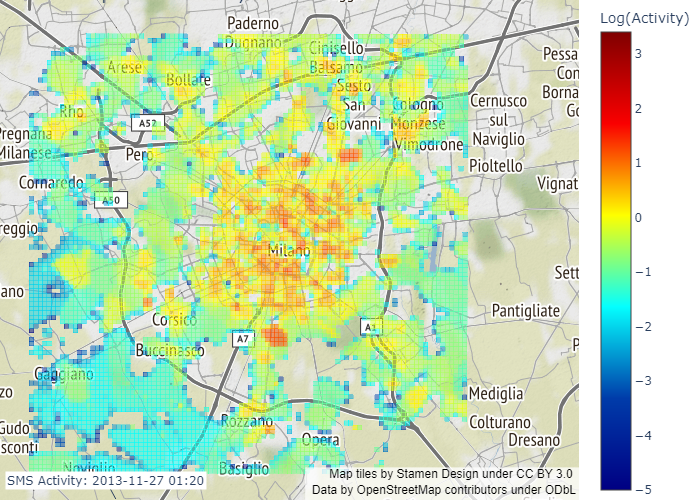 Log(Activity)
Paderno
Dugnano
Cinisello
Balsamo
Arese
Bollate
Sesto
San
Giovanni
Cologno
Monzese
Rho
A52
Pero
Vimodrone
Cernusco
sul
Naviglio
Pioltello
Pessa
Con
Borna
Go
Pregnana
Milanese
Cornaredo
A50
Vignat
reggio
Milano
Sett
ano
Pantigliate
Corsico
A7
A1
Buccinasco
P
Gaggiano
zo
Mediglia
Rozzano
Colturano
Gudo
sconti
Opera
Dresano
Noviglio
Basiglio
3
2
1
0
−1
−2
−3
−4
−5
SMS Activity: 2013-11-27 01:20
Map tiles by Stamen Design under CC BY 3.0
Data by OpenStreetMap contributors under ODbL